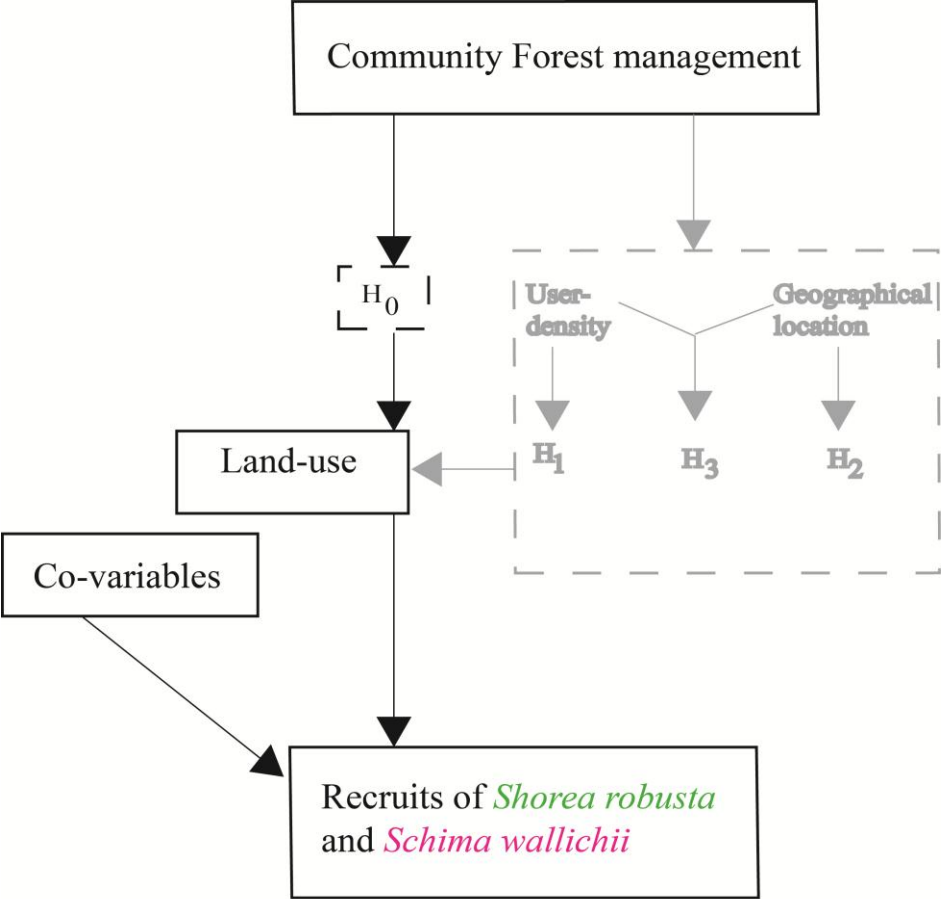 Community Forest management
H0
User-
density
Geographical
location
H1
H3
H2
Land-use
Co-variables
Recruits of Shorea robusta
and Schima wallichii